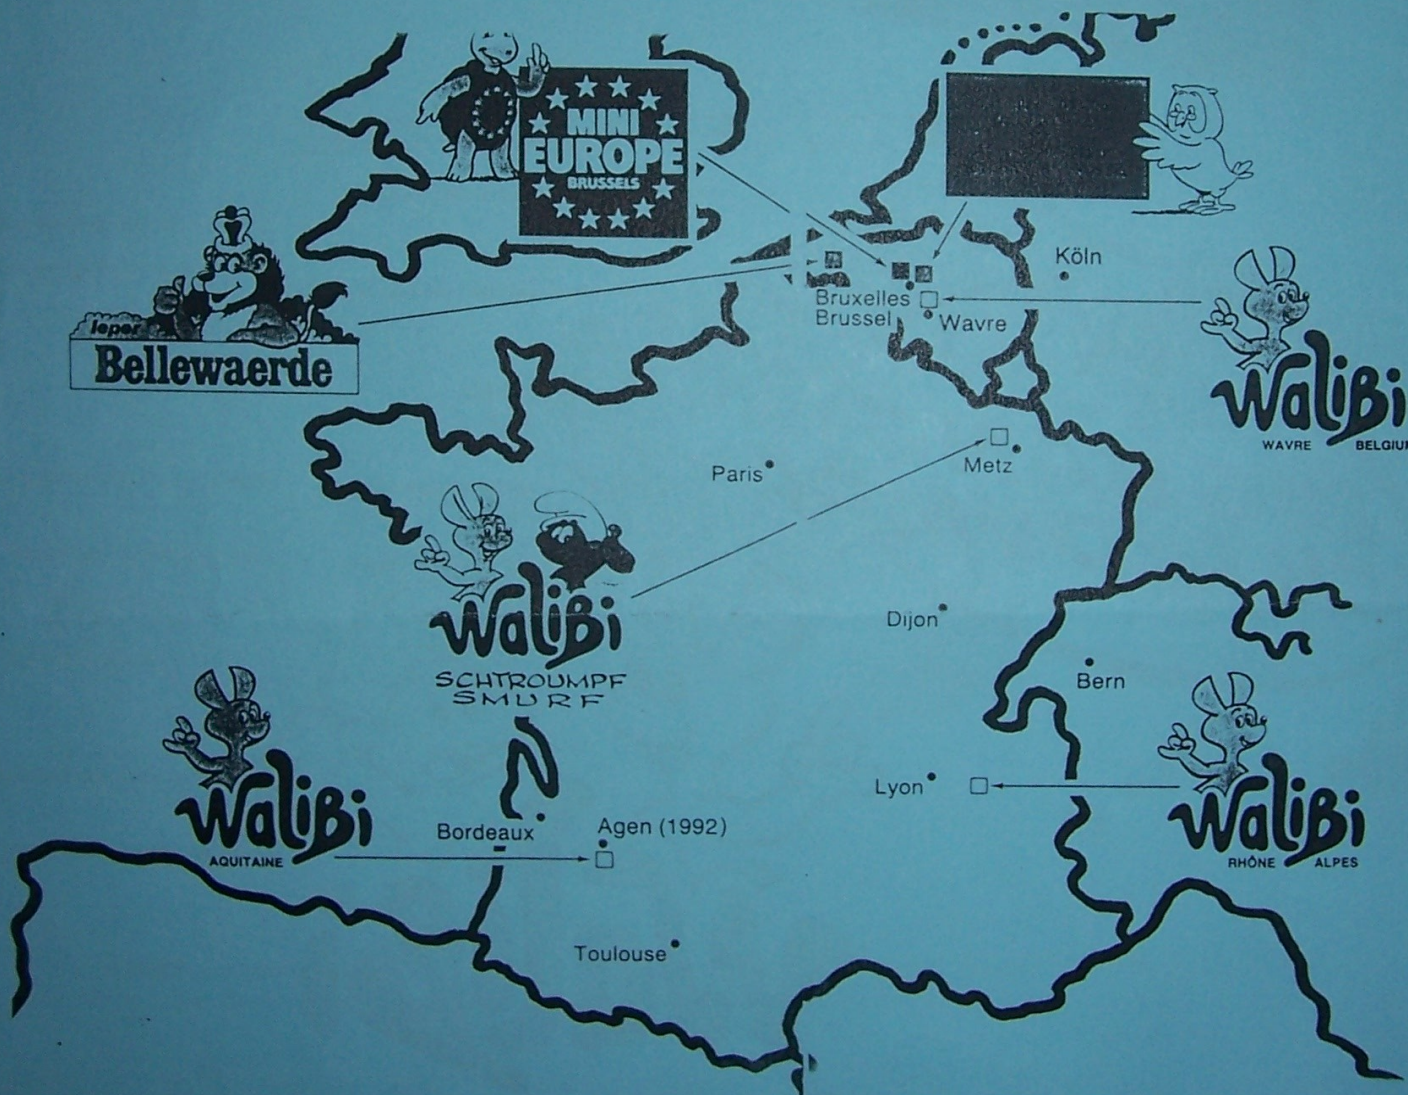 MINI
EUROPE
BRUSSELS
ieper
Bellewaerde
Köln
Bruxelles
Brussel
Wavre
Walibi
WAVRE BELGIUM
Paris
Metz
Walibi
SCHTROUMPF
SMURF
Dijon
Bern
Walibi
AQUITAINE
Bordeaux
Agen (1992)
Lyon
Walibi
RHÔNE ALPES
Toulouse